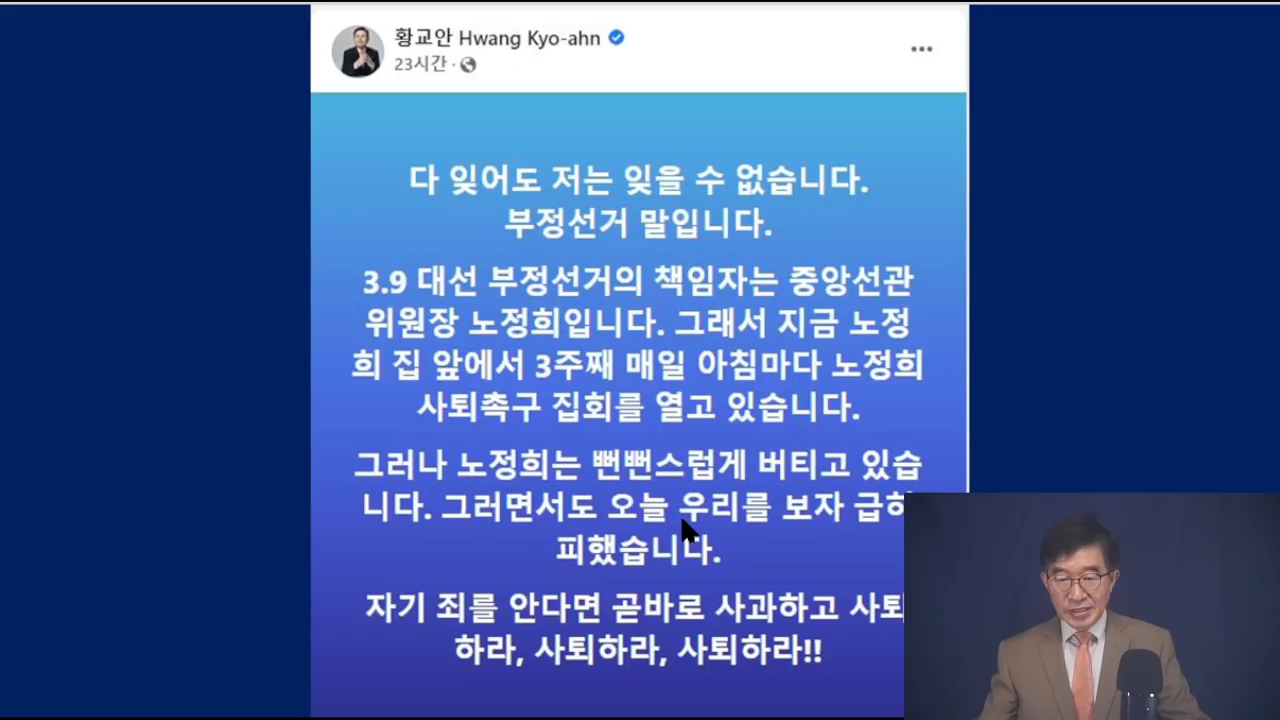 황교안 Hwang Kyo-ahn
23시간 ·
다 잊어도 저는 잊을 수 없습니다.
부정선거 말입니다.
3.9 대선 부정선거의 책임자는 중앙선관
위원장 노정희입니다. 그래서 지금 노정
희 집 앞에서 3주째 매일 아침마다 노정희
사퇴촉구 집회를 열고 있습니다.
그러나 노정희는 뻔뻔스럽게 버티고 있습
니다. 그러면서도 오늘 우리를 보자 급히
피했습니다.
자기 죄를 안다면 곧바로 사과하고 사퇴
하라, 사퇴하라, 사퇴하라!!